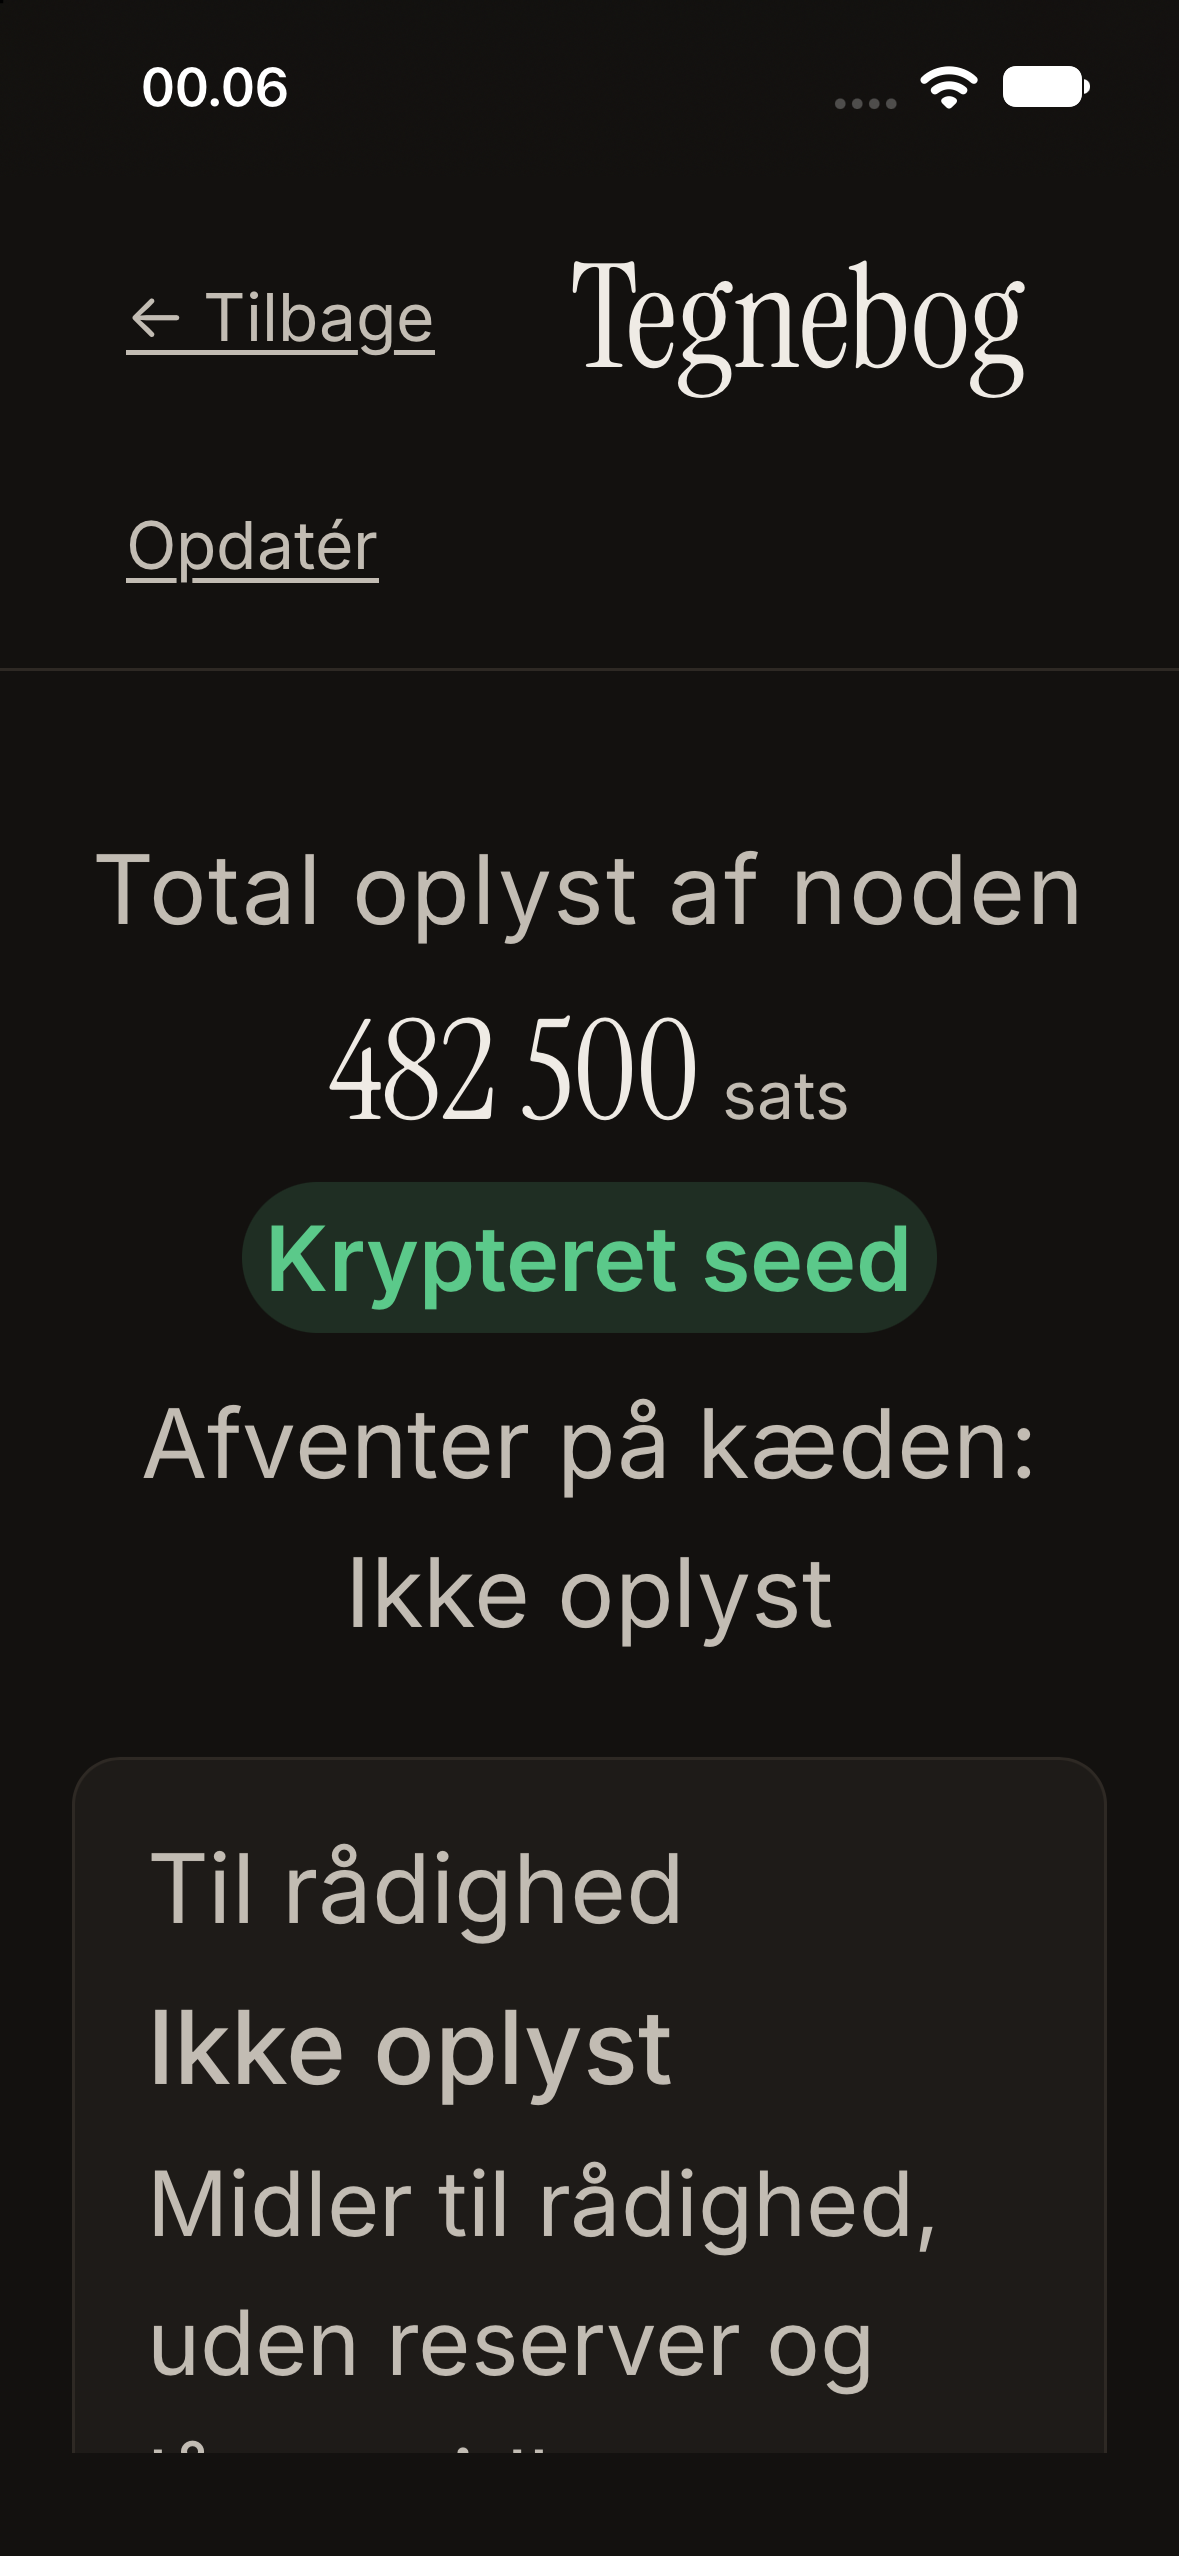 00.06
← Tilbage
Tegnebog
Opdatér
Total oplyst af noden
482 500 sats
Krypteret seed
Afventer på kæden:
Ikke oplyst
Til rådighed
Ikke oplyst
Midler til rådighed,
uden reserver og